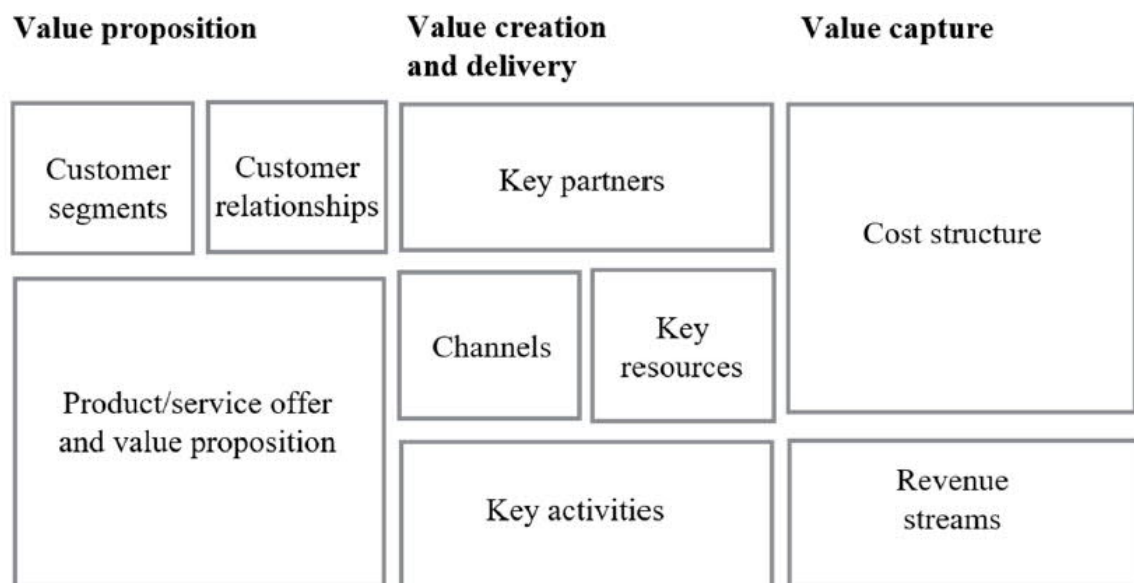 Value proposition
Value creation
and delivery
Value capture
Customer
segments
Customer
relationships
Key partners
Cost structure
Channels
Key
resources
Product/service offer
and value proposition
Key activities
Revenue
streams